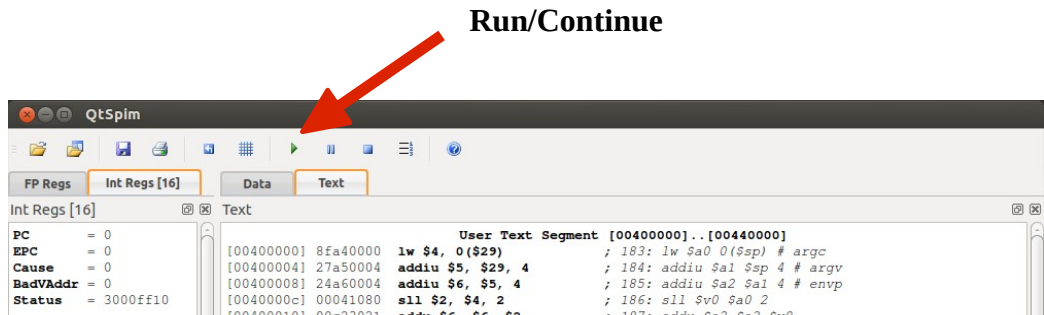 Run/Continue
QtSpim
FP Regs Int Regs [16] Data Text
Int Regs [16] Text
PC = 0 User Text Segment [00400000]..[00440000]
EPC = 0 [00400000] 8fa40000 lw $4, 0($29) ; 183: lw $a0 0($sp) # argc
Cause = 0 [00400004] 27a50004 addiu $5, $29, 4 ; 184: addiu $a1 $sp 4 # argv
BadVAddr = 0 [00400008] 24a60004 addiu $6, $5, 4 ; 185: addiu $a2 $a1 4 # envp
Status = 3000ff10 [0040000c] 00041080 sll $2, $4, 2 ; 186: sll $v0 $a0 2